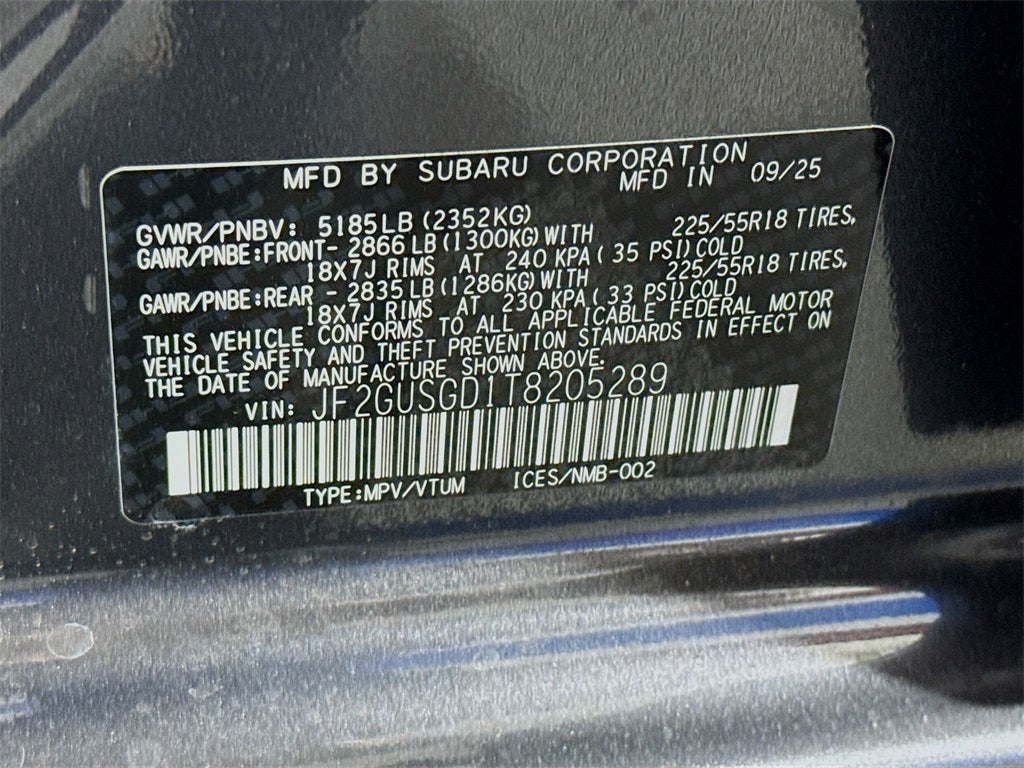 MFD BY SUBARU CORPORATION
MFD IN 09/25
GVWR/PNBV: 5185LB (2352KG)
GAWR/PNBE:FRONT- 2866 LB (1300KG) WITH 225/55R18 TIRES,
18X7J RIMS AT 240 KPA ( 35 PSI) COLD
GAWR/PNBE:REAR - 2835 LB (1286KG) WITH 225/55R18 TIRES,
18X7J RIMS AT 230 KPA ( 33 PSI) COLD
THIS VEHICLE CONFORMS TO ALL APPLICABLE FEDERAL MOTOR
VEHICLE SAFETY AND THEFT PREVENTION STANDARDS IN EFFECT ON
THE DATE OF MANUFACTURE SHOWN ABOVE.
VIN: JF2GUSGD1T8205289
TYPE:MPV/VTUM ICES/NMB-002